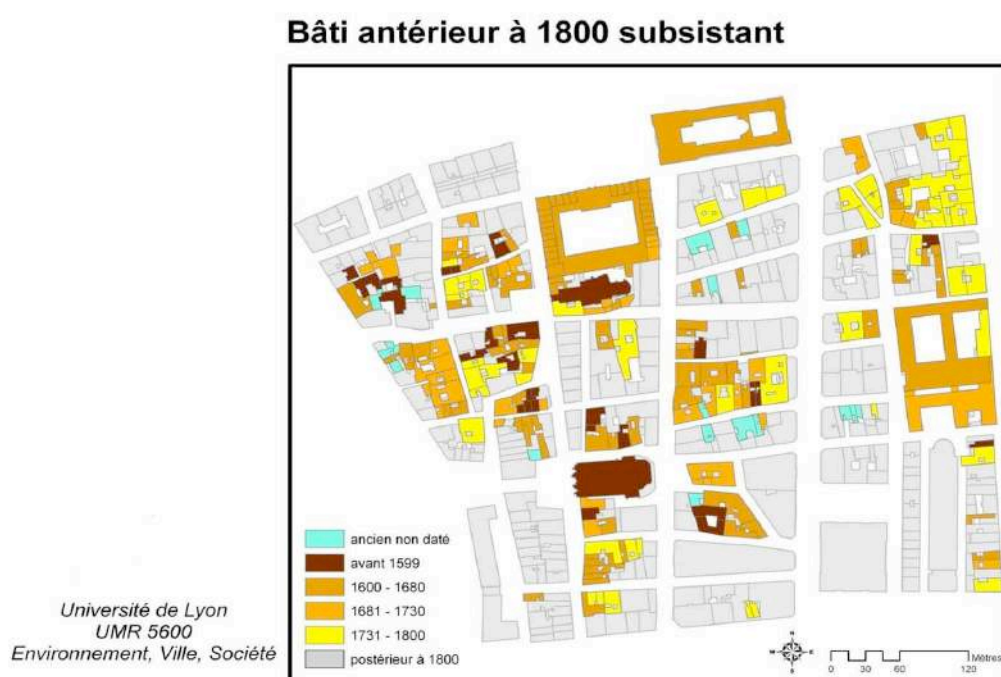 Bâti antérieur à 1800 subsistant
ancien non daté
avant 1599
1600 - 1680
1681 - 1730
1731 - 1800
postérieur à 1800
Université de Lyon
UMR 5600
Environnement, Ville, Société
Mètres
0 30 60 120